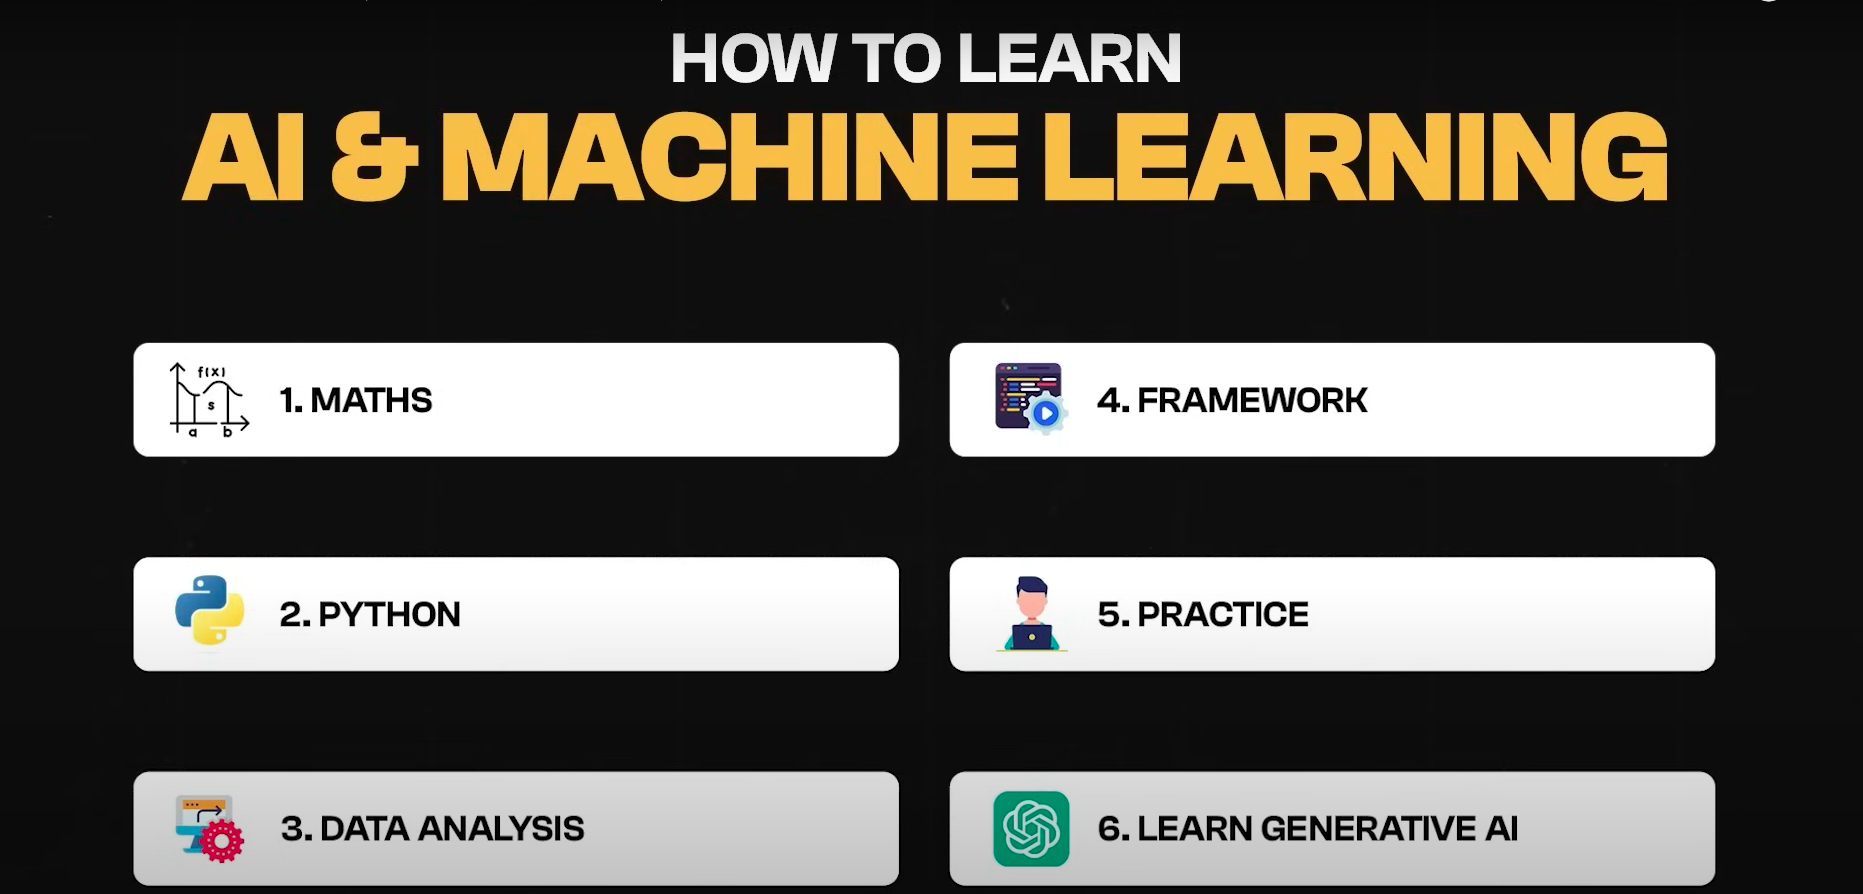 HOW TO LEARN
AI & MACHINE LEARNING
f(x)
s
a b
1. MATHS
2. PYTHON
3. DATA ANALYSIS
4. FRAMEWORK
5. PRACTICE
6. LEARN GENERATIVE AI